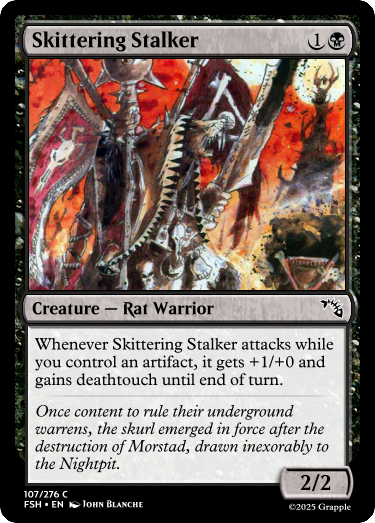 Skittering Stalker 1
Creature — Rat Warrior
Whenever Skittering Stalker attacks while
you control an artifact, it gets +1/+0 and
gains deathtouch until end of turn.
Once content to rule their underground
warrens, the skurl emerged in force after the
destruction of Morstad, drawn inexorably to
the Nightpit.
2/2
107/276 C
FSH • EN John Blanche
©2025 Grapple